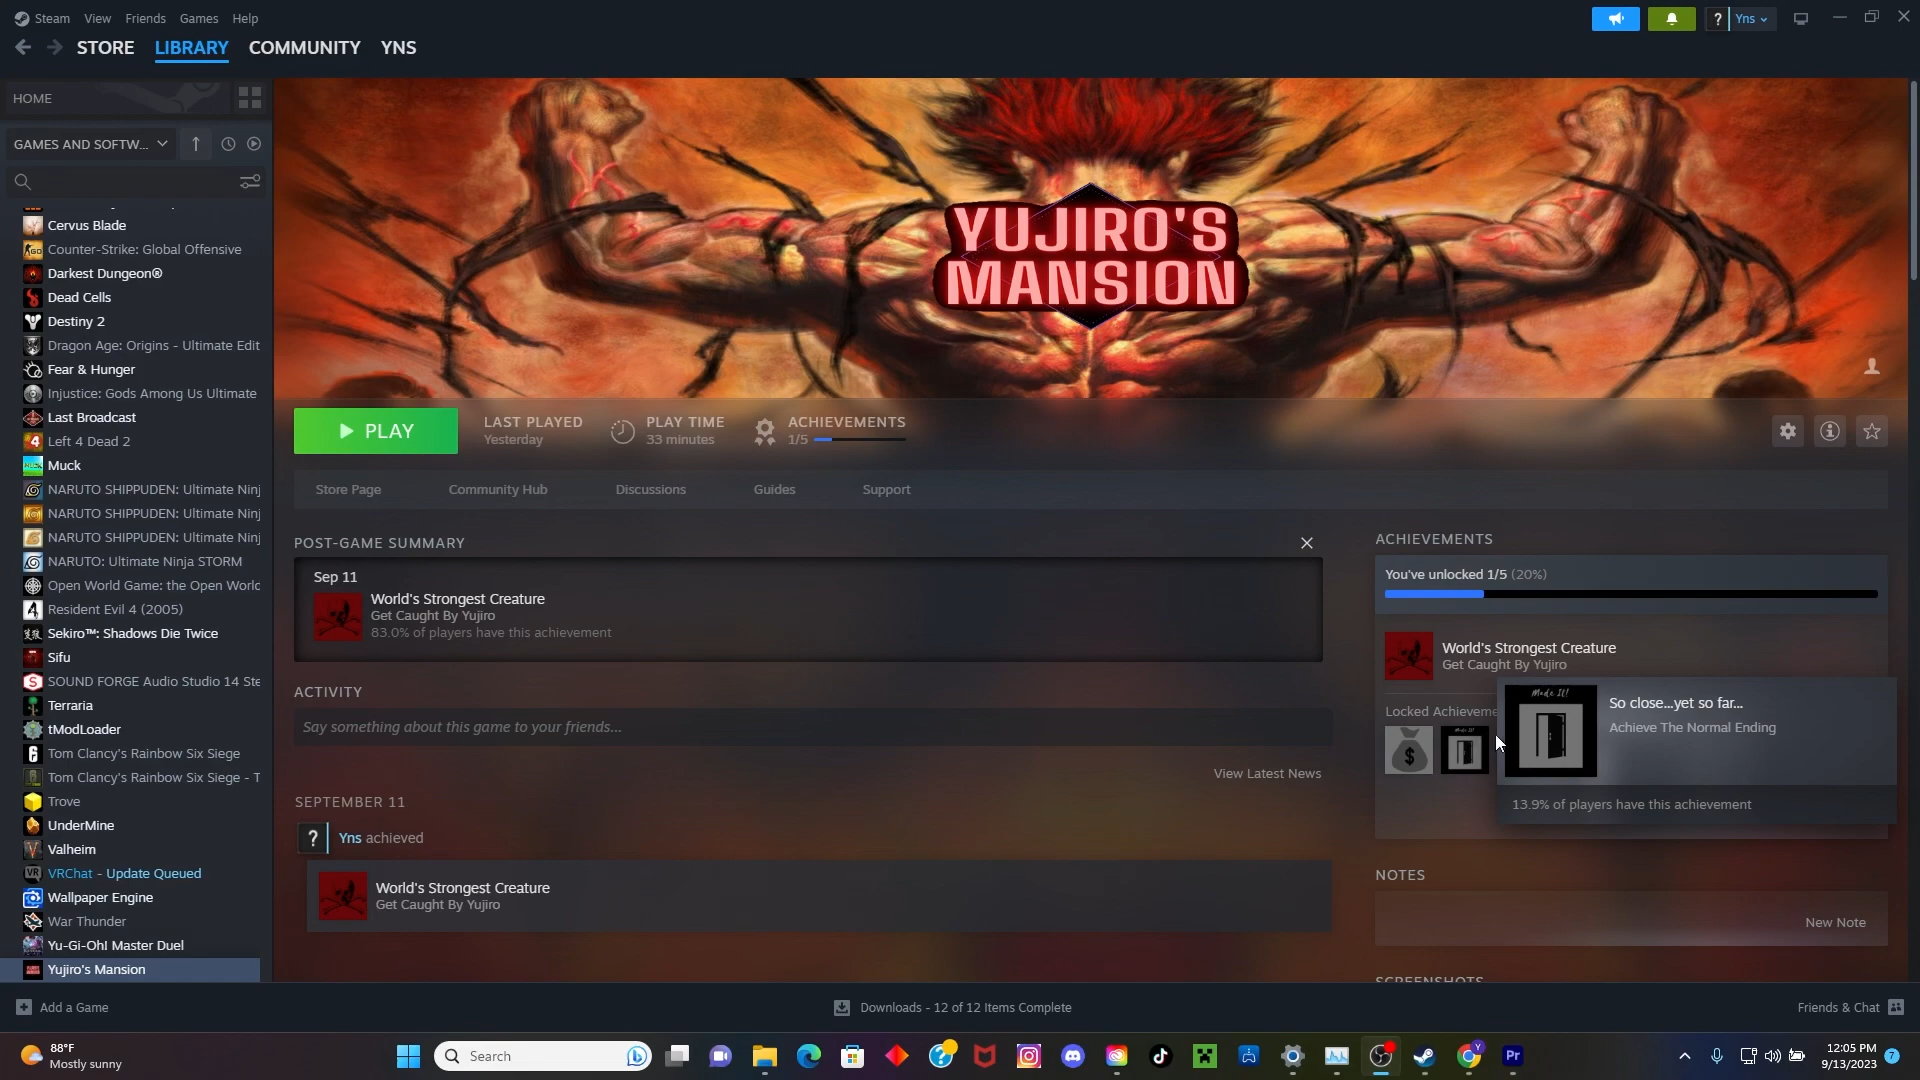 Steam View Friends Games Help
? Yns
STORE LIBRARY COMMUNITY YNS
HOME
GAMES AND SOFTW...
Cervus Blade
Counter-Strike: Global Offensive
Darkest Dungeon®
Dead Cells
Destiny 2
Dragon Age: Origins - Ultimate Edit
Fear & Hunger
Injustice: Gods Among Us Ultimate
Last Broadcast
Left 4 Dead 2
Muck
NARUTO SHIPPUDEN: Ultimate Ninj
NARUTO SHIPPUDEN: Ultimate Ninj
NARUTO SHIPPUDEN: Ultimate Ninj
NARUTO: Ultimate Ninja STORM
Open World Game: the Open World
Resident Evil 4 (2005)
Sekiro™: Shadows Die Twice
Sifu
SOUND FORGE Audio Studio 14 Ste
Terraria
tModLoader
Tom Clancy's Rainbow Six Siege
Tom Clancy's Rainbow Six Siege - T
Trove
UnderMine
Valheim
VRChat - Update Queued
Wallpaper Engine
War Thunder
Yu-Gi-Oh! Master Duel
Yujiro's Mansion
YUJIRO'S
MANSION
PLAY
LAST PLAYED
Yesterday
PLAY TIME
33 minutes
ACHIEVEMENTS
1/5
Store Page Community Hub Discussions Guides Support
POST-GAME SUMMARY
Sep 11
World's Strongest Creature
Get Caught By Yujiro
83.0% of players have this achievement
ACTIVITY
Say something about this game to your friends...
View Latest News
SEPTEMBER 11
? Yns achieved
World's Strongest Creature
Get Caught By Yujiro
ACHIEVEMENTS
You've unlocked 1/5 (20%)
World's Strongest Creature
Get Caught By Yujiro
Locked Achieveme
Made It!
Made It!
So close...yet so far...
Achieve The Normal Ending
13.9% of players have this achievement
NOTES
New Note
SCREENSHOTS
Add a Game
Downloads - 12 of 12 Items Complete
Friends & Chat
88°F
Mostly sunny
Search
Pr
12:05 PM
9/13/2023
7